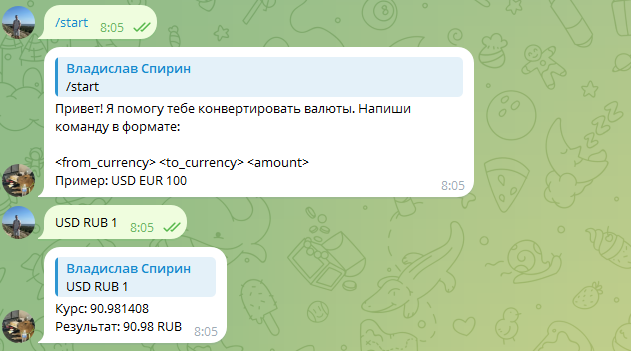 /start
8:05
Владислав Спирин
/start
Привет! Я помогу тебе конвертировать валюты. Напиши
команду в формате:
<from_currency> <to_currency> <amount>
Пример: USD EUR 100
8:05
USD RUB 1
8:05
Владислав Спирин
USD RUB 1
Курс: 90.981408
Результат: 90.98 RUB
8:05